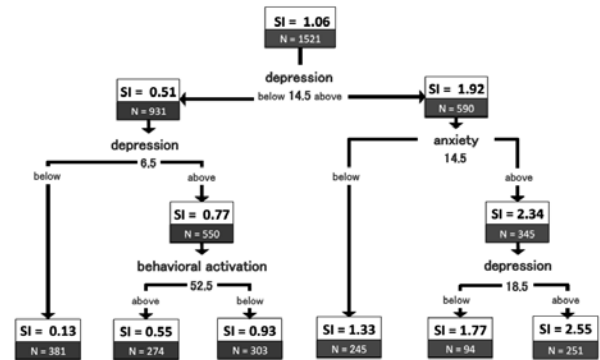 SI = 1.06
N = 1521
depression
below 14.5 above
SI = 0.51
N = 931
SI = 1.92
N = 590
depression
6.5
below
above
anxiety
14.5
below
above
SI = 0.77
N = 550
SI = 2.34
N = 345
behavioral activation
52.5
above
below
depression
18.5
below
above
SI = 0.13
N = 381
SI = 0.55
N = 274
SI = 0.93
N = 303
SI = 1.33
N = 245
SI = 1.77
N = 94
SI = 2.55
N = 251